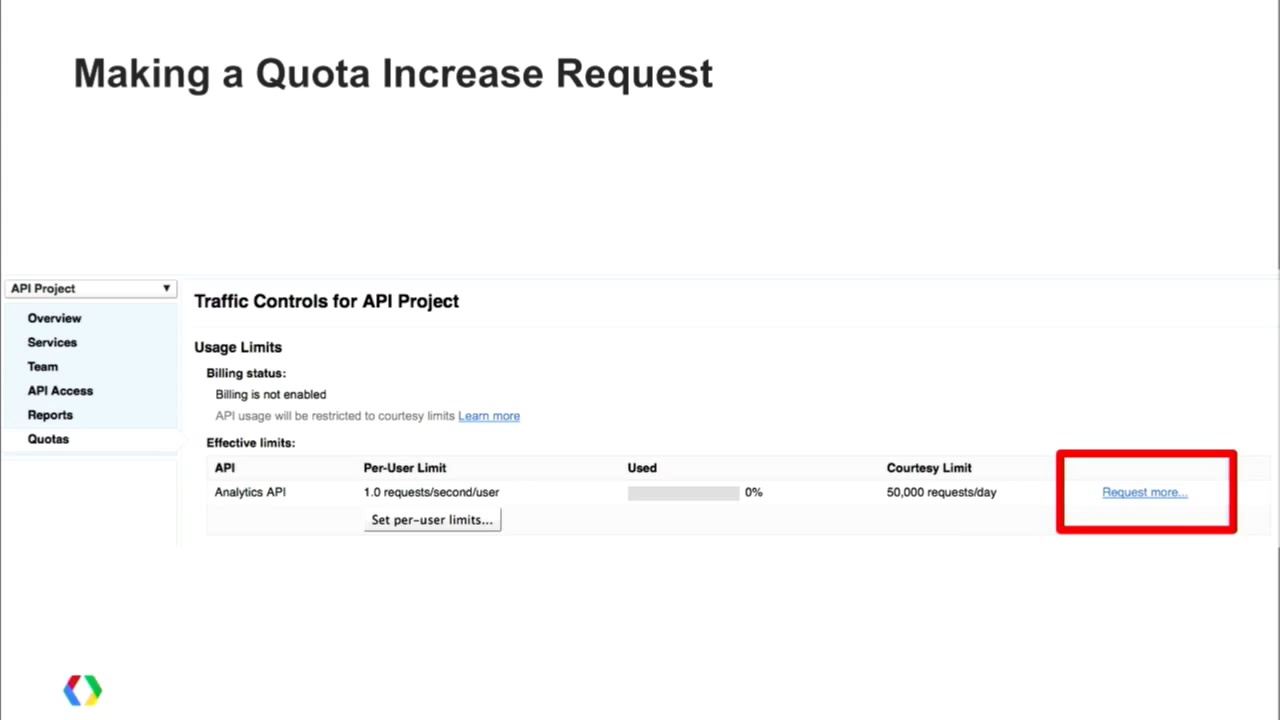 Making a Quota Increase Request
API Project ▼
Overview
Services
Team
API Access
Reports
Quotas
Traffic Controls for API Project
Usage Limits
Billing status:
Billing is not enabled
API usage will be restricted to courtesy limits Learn more
Effective limits:
API Per-User Limit Used Courtesy Limit
Analytics API 1.0 requests/second/user 0% 50,000 requests/day Request more...
Set per-user limits...